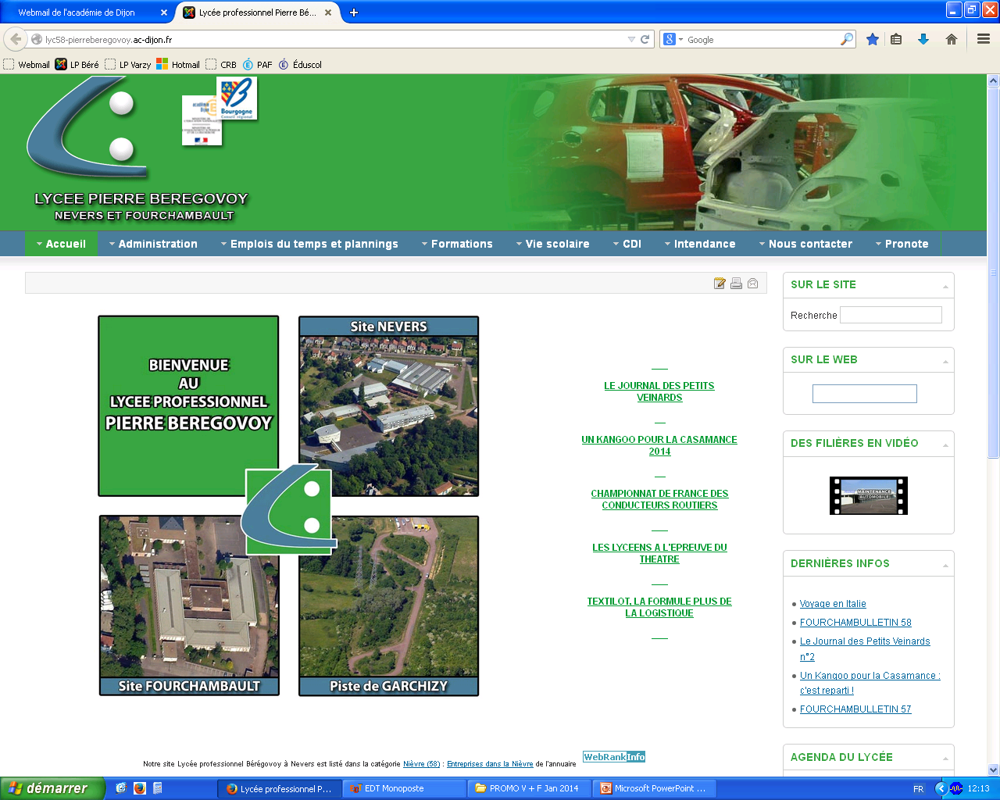 Webmail de l'académie de Dijon
Lycée professionnel Pierre Bé...
lyc58-pierreberegovoy.ac-dijon.fr
Google
Webmail
LP Béré
LP Varzy
Hotmail
CRB
PAF
Éduscol
Bourgogne
Conseil régional
LYCEE PIERRE BEREGOVOY
NEVERS ET FOURCHAMBAULT
Accueil
Administration
Emplois du temps et plannings
Formations
Vie scolaire
CDI
Intendance
Nous contacter
Pronote
BIENVENUE
AU
LYCEE PROFESSIONNEL
PIERRE BEREGOVOY
Site NEVERS
Site FOURCHAMBAULT
Piste de GARCHIZY
LE JOURNAL DES PETITS
VEINARDS
UN KANGOO POUR LA CASAMANCE
2014
CHAMPIONNAT DE FRANCE DES
CONDUCTEURS ROUTIERS
LES LYCEENS A L'EPREUVE DU
THEATRE
TEXTILOT, LA FORMULE PLUS DE
LA LOGISTIQUE
SUR LE SITE
Recherche
SUR LE WEB
DES FILIÈRES EN VIDÉO
MAINTENANCE
AUTOMOBILE
DERNIÈRES INFOS
Voyage en Italie
FOURCHAMBULLETIN 58
Le Journal des Petits Veinards
n°2
Un Kangoo pour la Casamance :
c'est reparti !
FOURCHAMBULLETIN 57
AGENDA DU LYCÉE
Notre site Lycée professionnel Bérégovoy à Nevers est listé dans la catégorie Nièvre (58) : Entreprises dans la Nièvre de l'annuaire
WebRankInfo
démarrer
Lycée professionnel P...
EDT Monoposte
PROMO V + F Jan 2014
Microsoft PowerPoint ...
FR
12:13